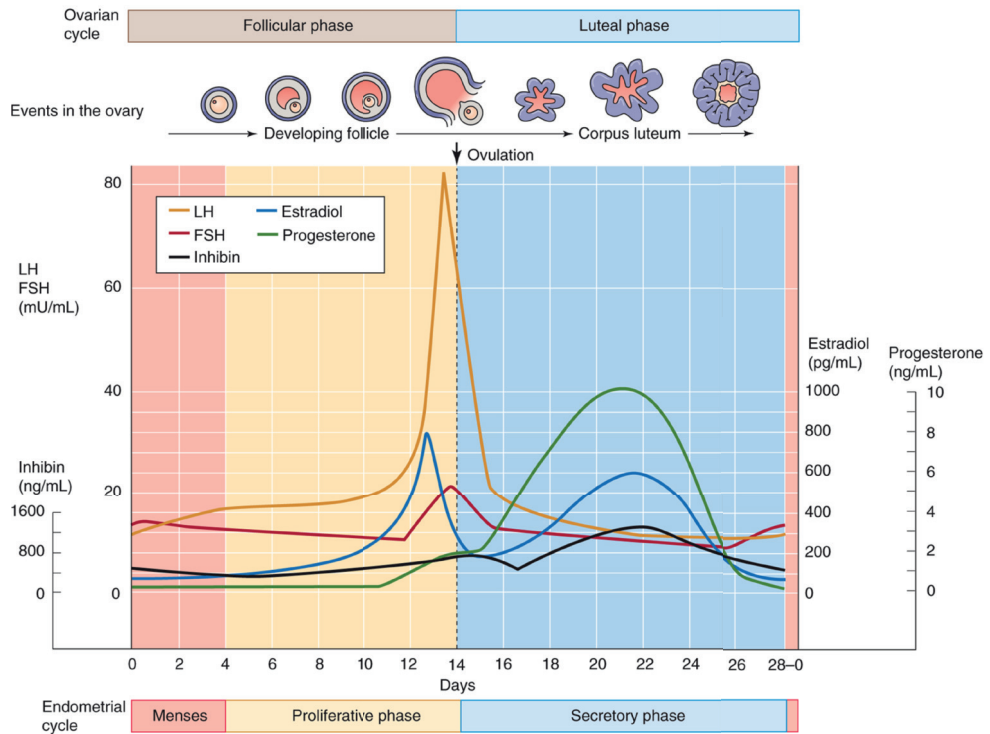 Ovarian
cycle
Follicular phase
Luteal phase
Events in the ovary
Developing follicle
Corpus luteum
Ovulation
80
LH
FSH
Inhibin
Estradiol
Progesterone
LH
FSH
(mU/mL)
60
40
20
0
Inhibin
(ng/mL)
1600
800
0
Estradiol
(pg/mL)
1000
800
600
400
200
0
Progesterone
(ng/mL)
10
8
6
4
2
0
0 2 4 6 8 10 12 14 16 18 20 22 24 26 28–0
Days
Endometrial
cycle
Menses
Proliferative phase
Secretory phase